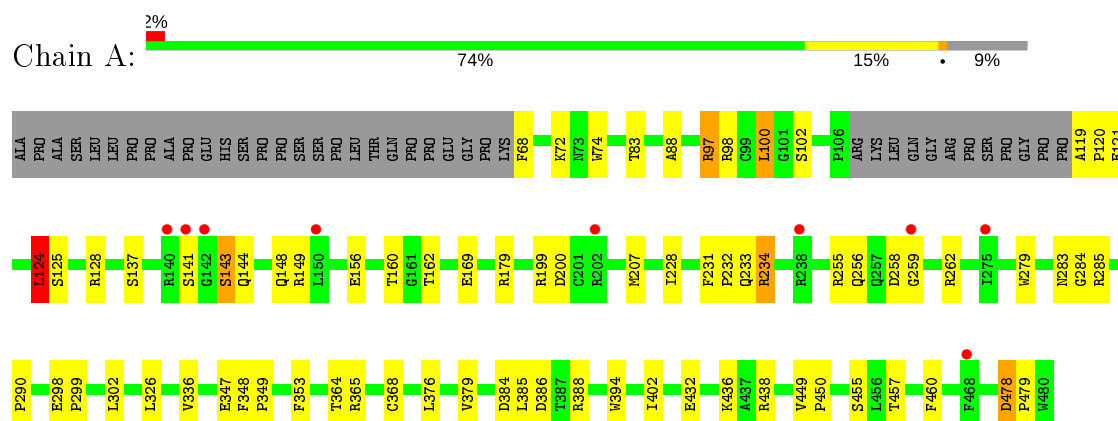 2%
Chain A:
74% 15% • 9%
ALA PRO ALA SER LEU LEU PRO PRO ALA PRO GLU HIS SER PRO PRO SER SER PRO LEU THR GLN PRO PRO GLU GLY PRO LYS F68 K72 N73 W74 T83 A88 R97 R98 C99 L100 G101 S102 P106 ARG LYS LEU GLN GLY ARG PRO SER PRO GLY PRO PRO A119 P120
L124 S125 R128 S137 R140 S141 G142 S143 Q144 Q148 R149 L150 E156 T160 G161 T162 E169 R179 R199 D200 C201 R202 M207 I228 F231 P232 Q233 R234 R238 R255 Q256 Q257 D258 G259 R262 I275 W279 N283 G284 R285
P290 E298 P299 L302 L326 V336 E347 F348 P349 F353 T364 R365 C368 L376 V379 D384 L385 D386 T387 R388 W394 I402 E432 K436 A437 R438 V449 P450 S455 L456 T457 F460 F468 D478 P479 W480